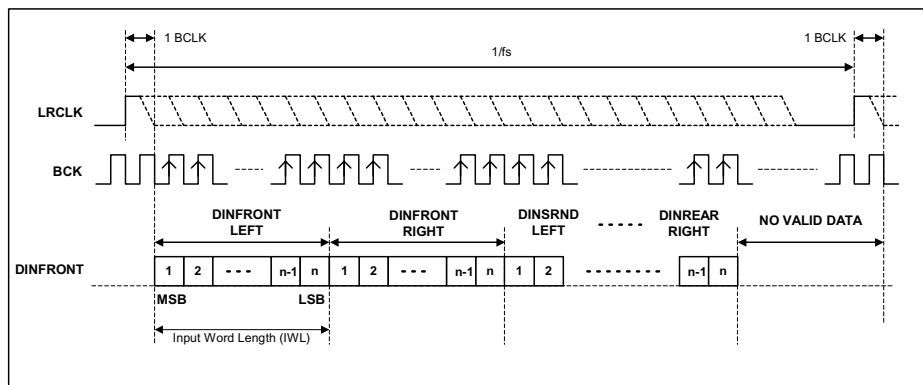 1 BCLK
1 BCLK
1/fs
LRCLK
BCK
DINFRONT
LEFT
DINFRONT
RIGHT
DINSRND
LEFT
DINREAR
RIGHT
NO VALID DATA
DINFRONT
1 2 n-1 n 1 2 n-1 n 1 2 n-1 n
MSB
LSB
Input Word Length (IWL)